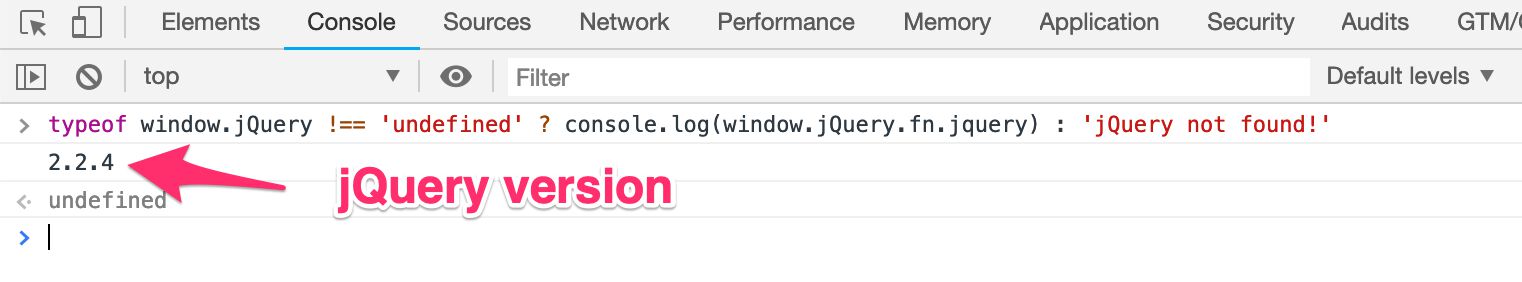 Elements Console Sources Network Performance Memory Application Security Audits GTM/
top Filter Default levels
typeof window.jQuery !== 'undefined' ? console.log(window.jQuery.fn.jquery) : 'jQuery not found!'
2.2.4
jQuery version
undefined